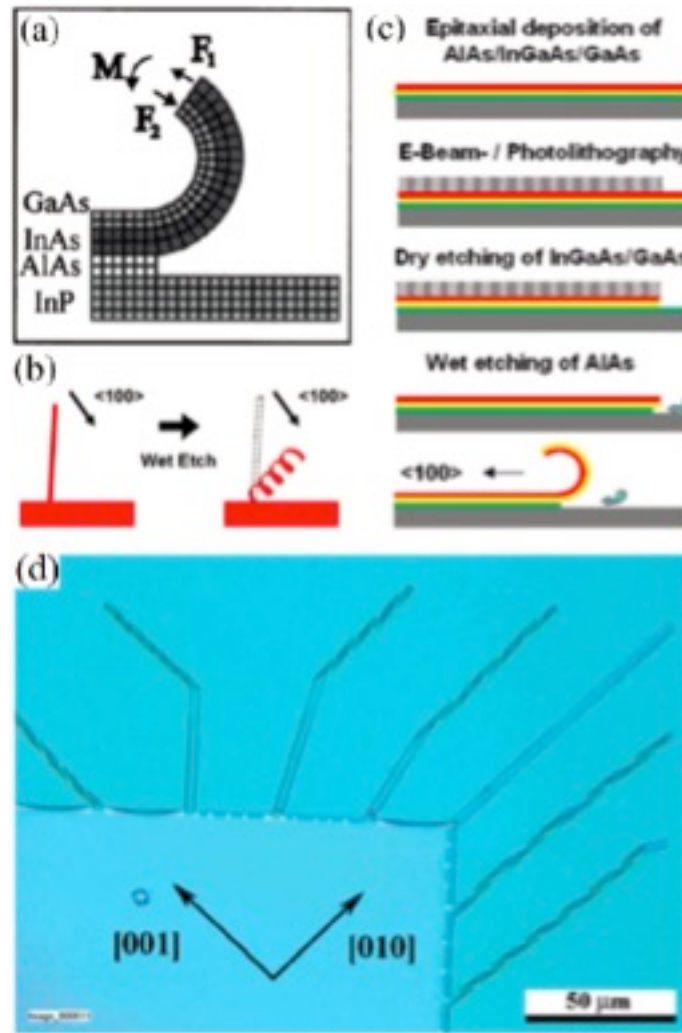 (a)
M
F₁
F₂
GaAs
InAs
AlAs
InP
(b)
<100>
<100>
Wet Etch
(c)
Epitaxial deposition of
AlAs/InGaAs/GaAs
E-Beam- / Photolithography
Dry etching of InGaAs/GaAs
Wet etching of AlAs
<100>
(d)
[001]
[010]
50 µm